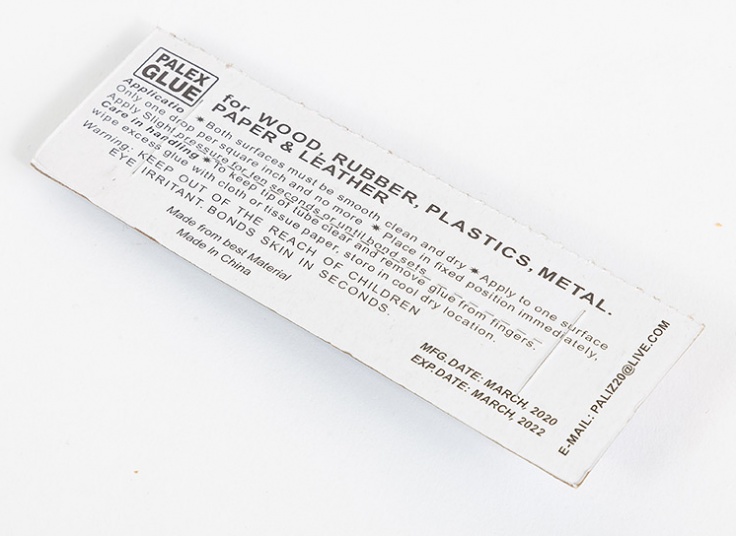 PALEX
GLUE
for WOOD, RUBBER, PLASTICS, METAL.
PAPER & LEATHER
Applicatio ✷ Both surfaces must be smooth clean and dry ✷ Apply to one surface
Only one drop per square inch and no more ✷ Place in fixed position immediately,
Apply Slight pressure for ten seconds or until bond sets.
Care in handling ✷ To keep tip of tube clear and remove glue from fingers.
wipe excess glue with cloth or tissue paper, storo in cool dry location.
Warning: KEEP OUT OF THE REACH OF CHILDREN
EYE IRRITANT. BONDS SKIN IN SECONDS.
Made from best Material
Made In China
MFG.DATE: MARCH, 2020
EXP.DATE: MARCH, 2022
E-MAIL: PALIZ20@LIVE.COM